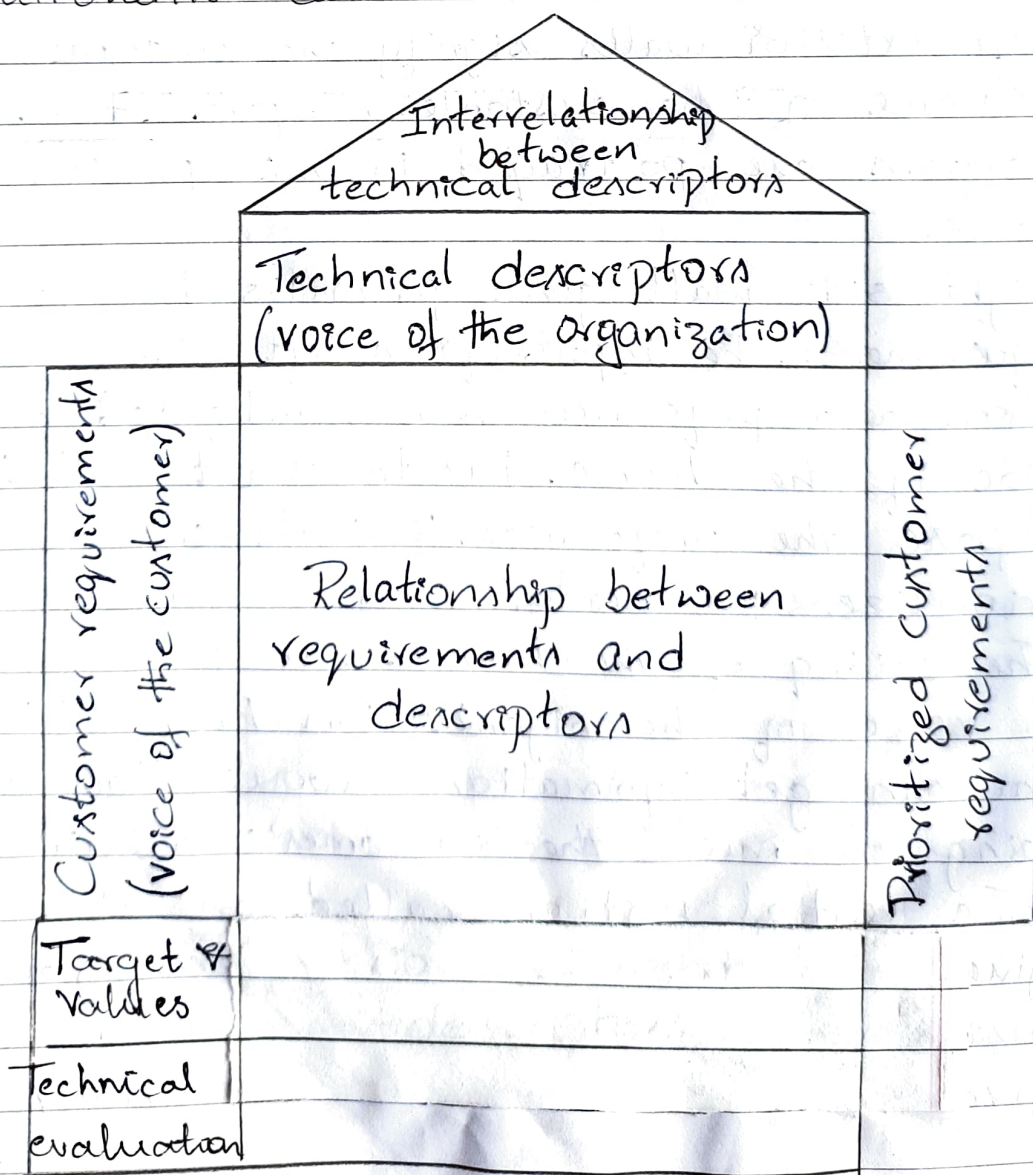 Interrelationship
between
technical descriptors
Technical descriptors
(voice of the organization)
Customer requirements
(voice of the customer)
Relationship between
requirements and
descriptors
Prioritized customer
requirements
Target
Values
Technical
evaluation